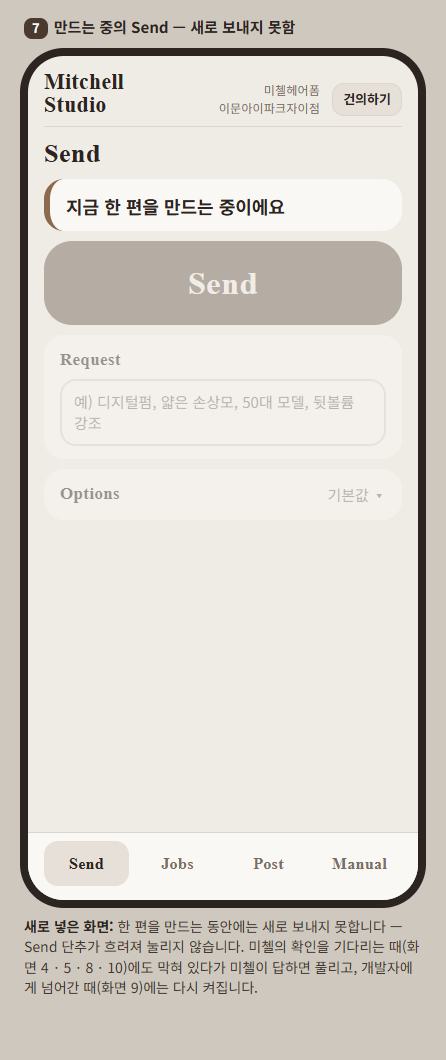 7 만드는 중의 Send — 새로 보내지 못함
Mitchell
Studio
미첼헤어폼
이문아이파크자이점
건의하기
Send
지금 한 편을 만드는 중이에요
Send
Request
예) 디지털펌, 얇은 손상모, 50대 모델, 뒷볼륨
강조
Options
기본값 ▾
Send
Jobs
Post
Manual
새로 넣은 화면: 한 편을 만드는 동안에는 새로 보내지 못합니다 —
Send 단추가 흐려져 눌리지 않습니다. 미첼의 확인을 기다리는 때(화
면 4 · 5 · 8 · 10)에도 막혀 있다가 미첼이 답하면 풀리고, 개발자에
게 넘어간 때(화면 9)에는 다시 켜집니다.